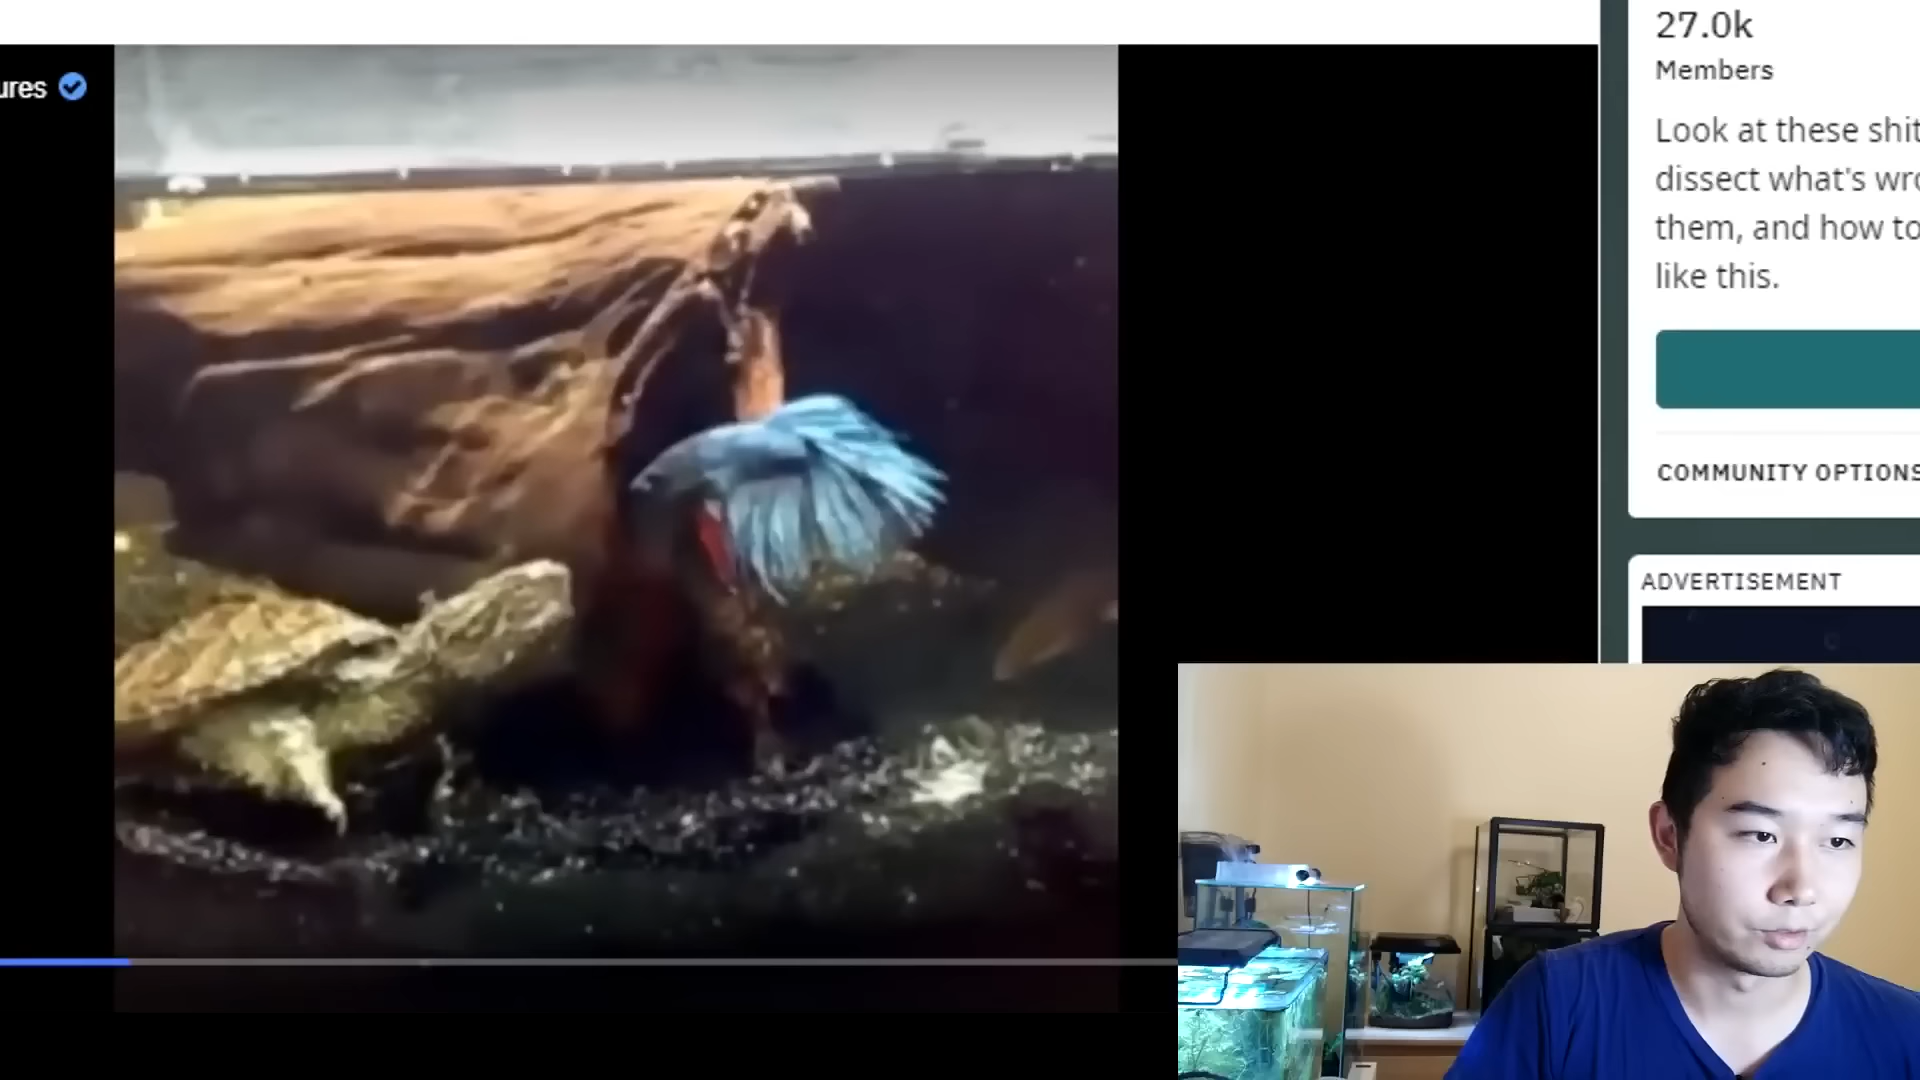 ures
27.0k
Members
Look at these shit
dissect what's wro
them, and how to
like this.
COMMUNITY OPTIONS
ADVERTISEMENT